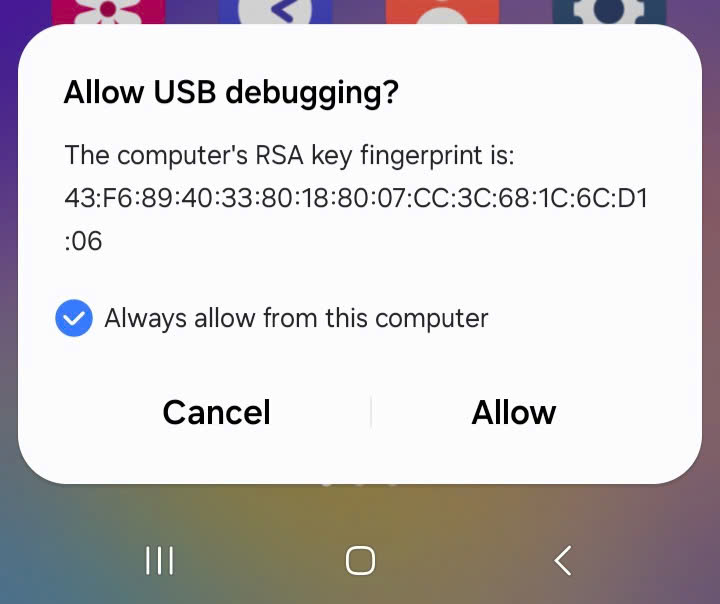 Allow USB debugging?
The computer's RSA key fingerprint is:
43:F6:89:40:33:80:18:80:07:CC:3C:68:1C:6C:D1
:06
Always allow from this computer
Cancel
Allow